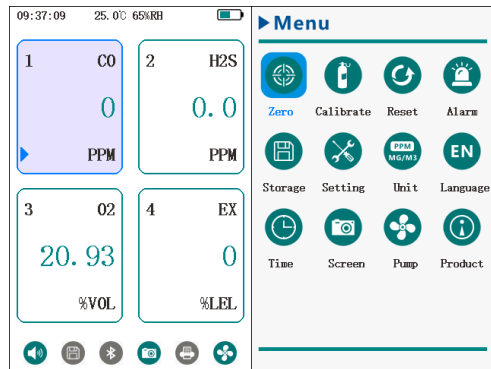 09:37:09 25.0℃ 65%RH
1 CO
0
PPM
2 H2S
0.0
PPM
3 O2
20.93
%VOL
4 EX
0
%LEL
Menu
Zero Calibrate Reset Alarm
PPM
MG/M3
EN
Storage Setting Unit Language
Time Screen Pump Product